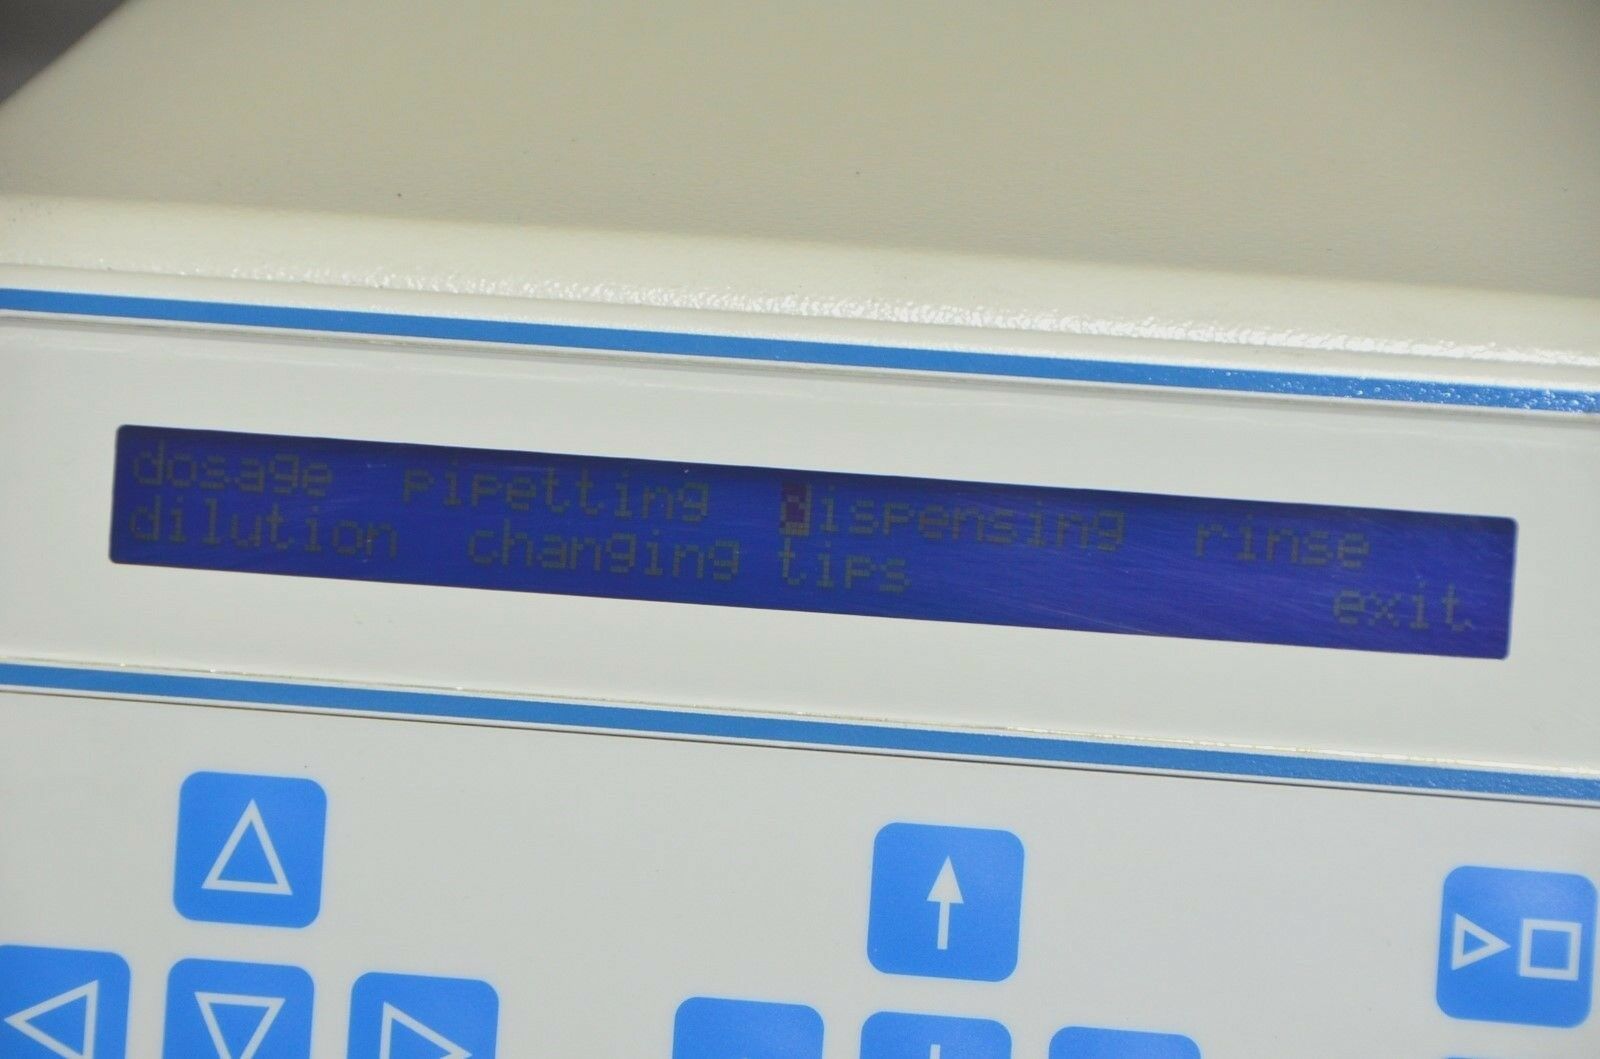 dosage pipetting dispensing rinse
dilution changing tips exit